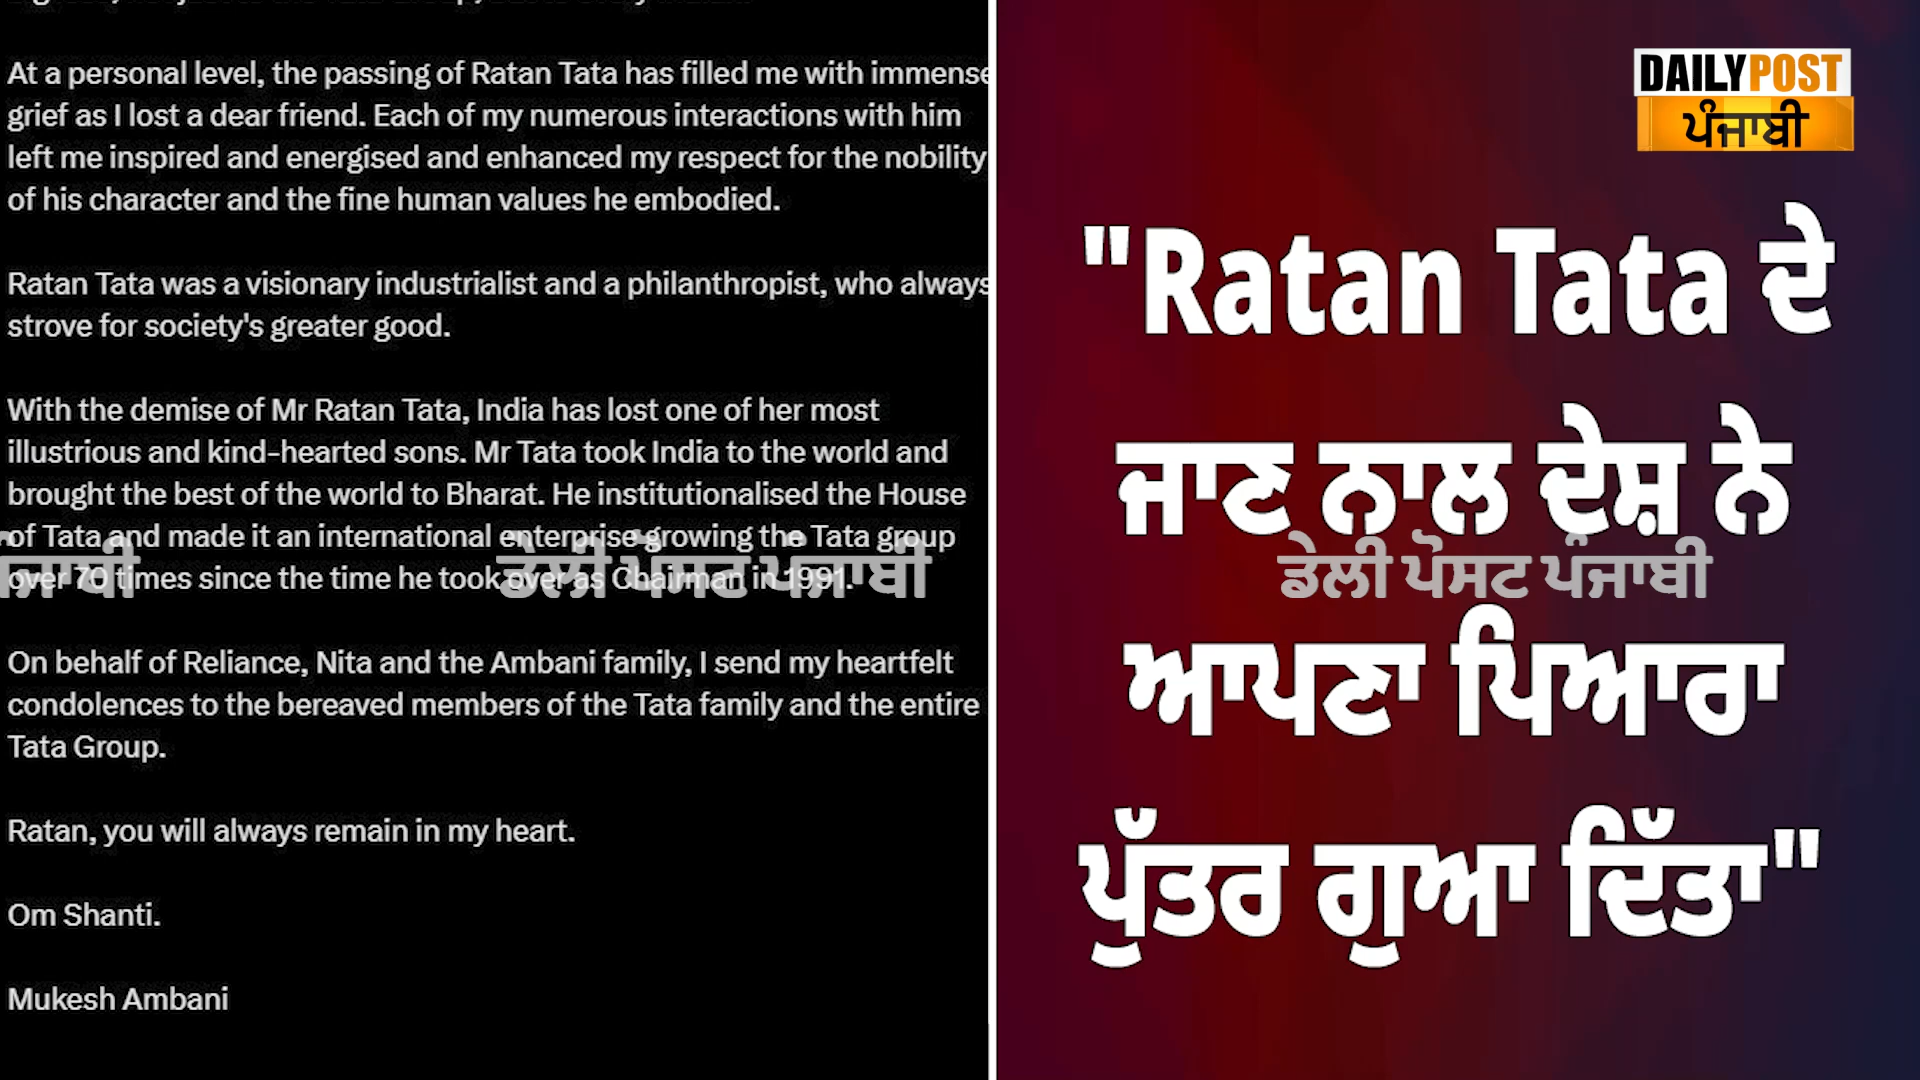 At a personal level, the passing of Ratan Tata has filled me with immense
grief as I lost a dear friend. Each of my numerous interactions with him
left me inspired and energised and enhanced my respect for the nobility
of his character and the fine human values he embodied.
Ratan Tata was a visionary industrialist and a philanthropist, who always
strove for society's greater good.
With the demise of Mr Ratan Tata, India has lost one of her most
illustrious and kind-hearted sons. Mr Tata took India to the world and
brought the best of the world to Bharat. He institutionalised the House
of Tata and made it an international enterprise growing the Tata group
over 70 times since the time he took over as Chairman in 1991.
On behalf of Reliance, Nita and the Ambani family, I send my heartfelt
condolences to the bereaved members of the Tata family and the entire
Tata Group.
Ratan, you will always remain in my heart.
Om Shanti.
Mukesh Ambani
ਡੇਲੀ ਪੋਸਟ ਪੰਜਾਬੀ
DAILYPOST
ਪੰਜਾਬੀ
"Ratan Tata ਦੇ
ਜਾਣ ਨਾਲ ਦੇਸ਼ ਨੇ
ਡੇਲੀ ਪੋਸਟ ਪੰਜਾਬੀ
ਆਪਣਾ ਪਿਆਰਾ
ਪੁੱਤਰ ਗੁਆ ਦਿੱਤਾ"